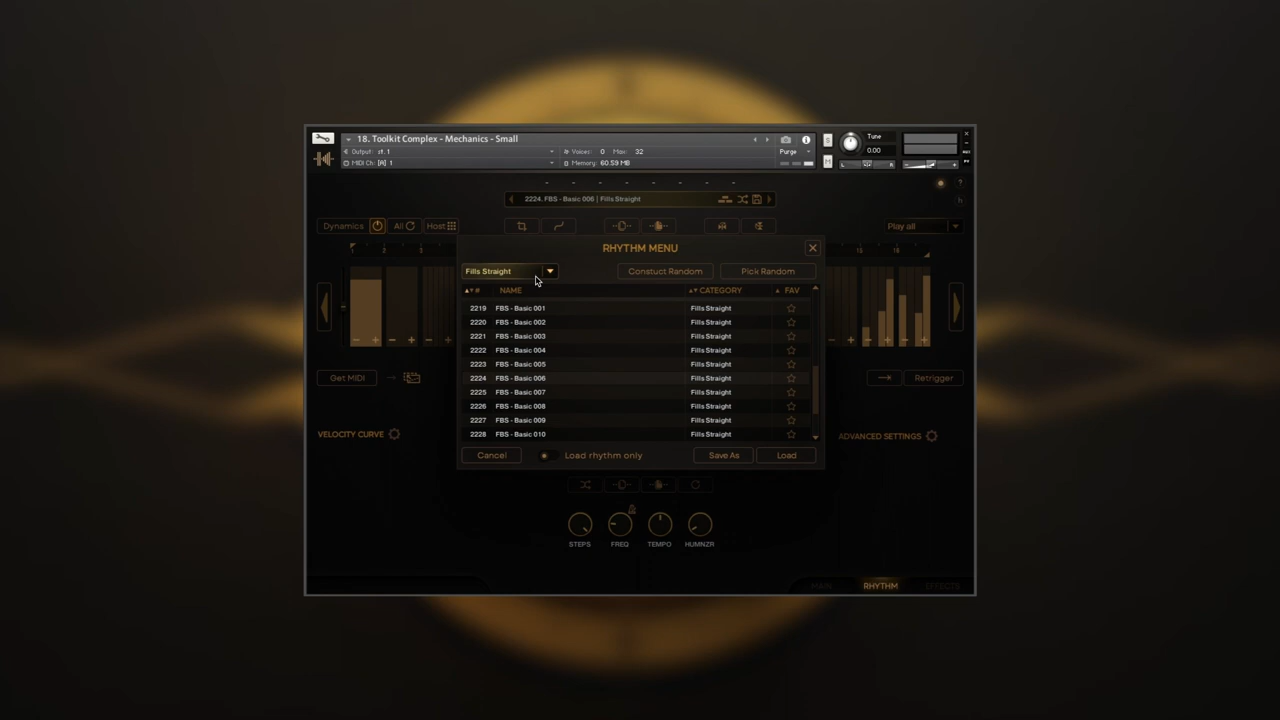 18. Toolkit Complex - Mechanics - Small
Output: st. 1
Voices: 0 Max: 32
Purge
MIDI Ch: [A] 1
Memory: 60.59 MB
S
M
Tune
0.00
L R
2224. FBS - Basic 006 | Fills Straight
?
h
Dynamics
All
Host
Play all
RHYTHM MENU
Fills Straight
Constuct Random
Pick Random
# NAME CATEGORY FAV
2219 FBS - Basic 001 Fills Straight
2220 FBS - Basic 002 Fills Straight
2221 FBS - Basic 003 Fills Straight
2222 FBS - Basic 004 Fills Straight
2223 FBS - Basic 005 Fills Straight
2224 FBS - Basic 006 Fills Straight
2225 FBS - Basic 007 Fills Straight
2226 FBS - Basic 008 Fills Straight
2227 FBS - Basic 009 Fills Straight
2228 FBS - Basic 010 Fills Straight
Cancel
Load rhythm only
Save As
Load
1 2 3
Get MIDI
Retrigger
VELOCITY CURVE
ADVANCED SETTINGS
STEPS FREQ TEMPO HUMNZR
MAIN RHYTHM EFFECTS